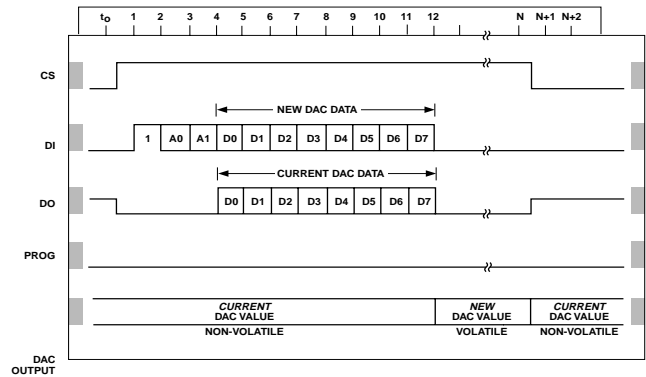 to 1 2 3 4 5 6 7 8 9 10 11 12 N N+1 N+2
CS
NEW DAC DATA
DI 1 A0 A1 D0 D1 D2 D3 D4 D5 D6 D7
CURRENT DAC DATA
DO D0 D1 D2 D3 D4 D5 D6 D7
PROG
CURRENT DAC VALUE NEW DAC VALUE CURRENT DAC VALUE
NON-VOLATILE VOLATILE NON-VOLATILE
DAC
OUTPUT